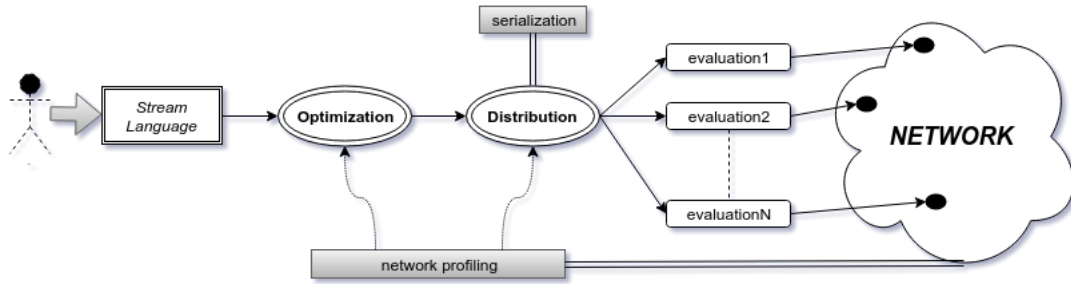 serialization
evaluation1
Stream
Language
Optimization
Distribution
evaluation2
NETWORK
evaluationN
network profiling